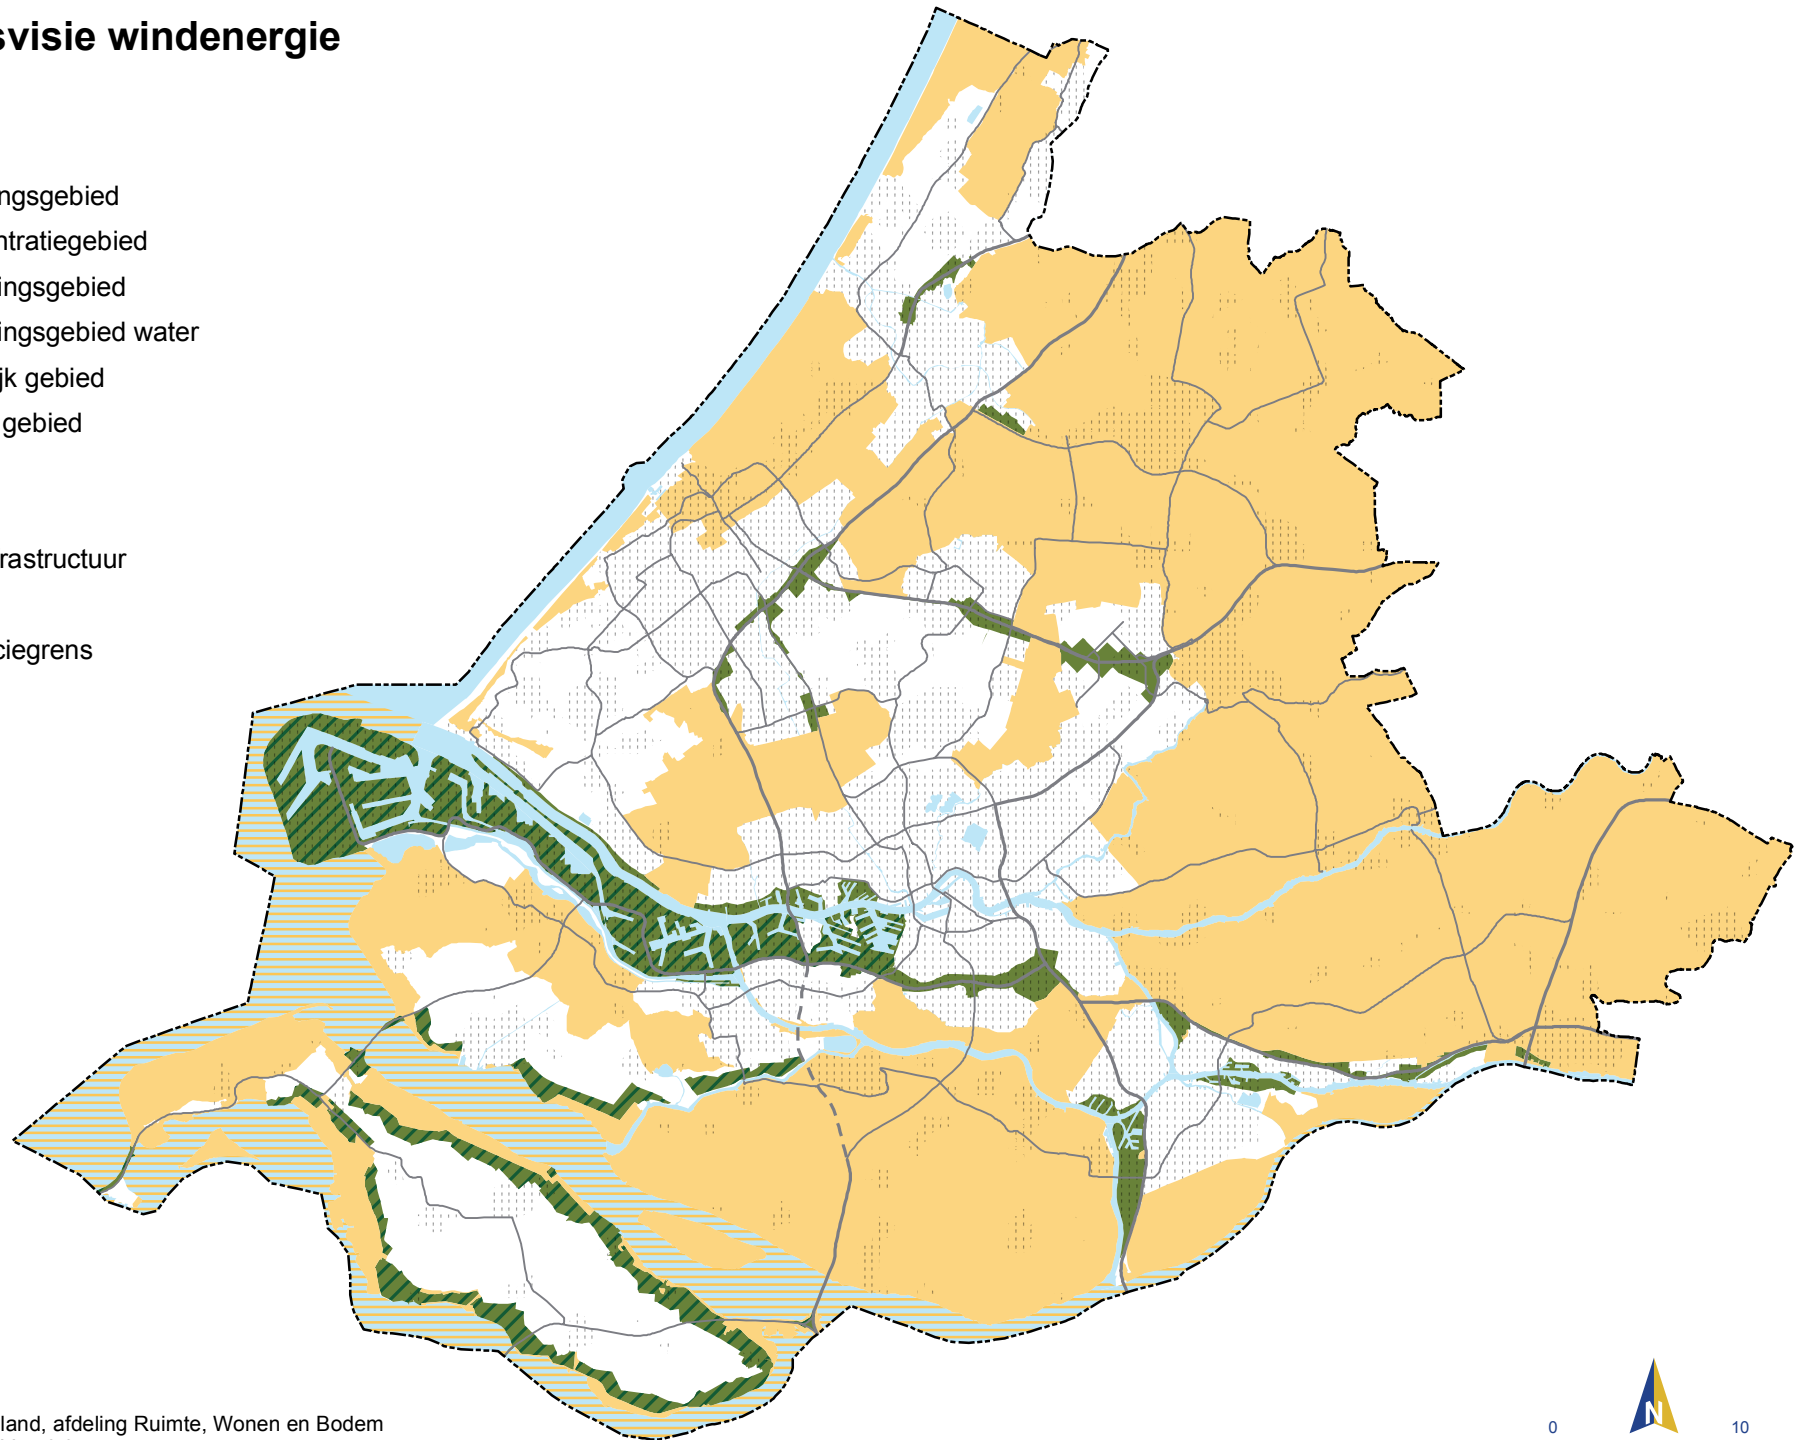 svisie windenergie
ngsgebied
ntratiegebied
ingsgebied
ingsgebied water
jk gebied
gebied
rastructuur
ciegrens
land, afdeling Ruimte, Wonen en Bodem
0 N 10